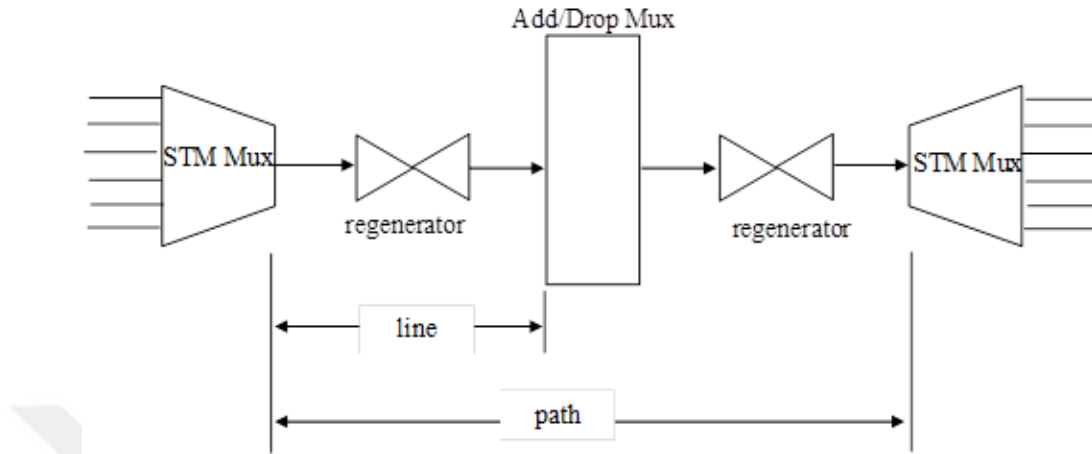 Add/Drop Mux
STM Mux
STM Mux
regenerator
regenerator
line
path